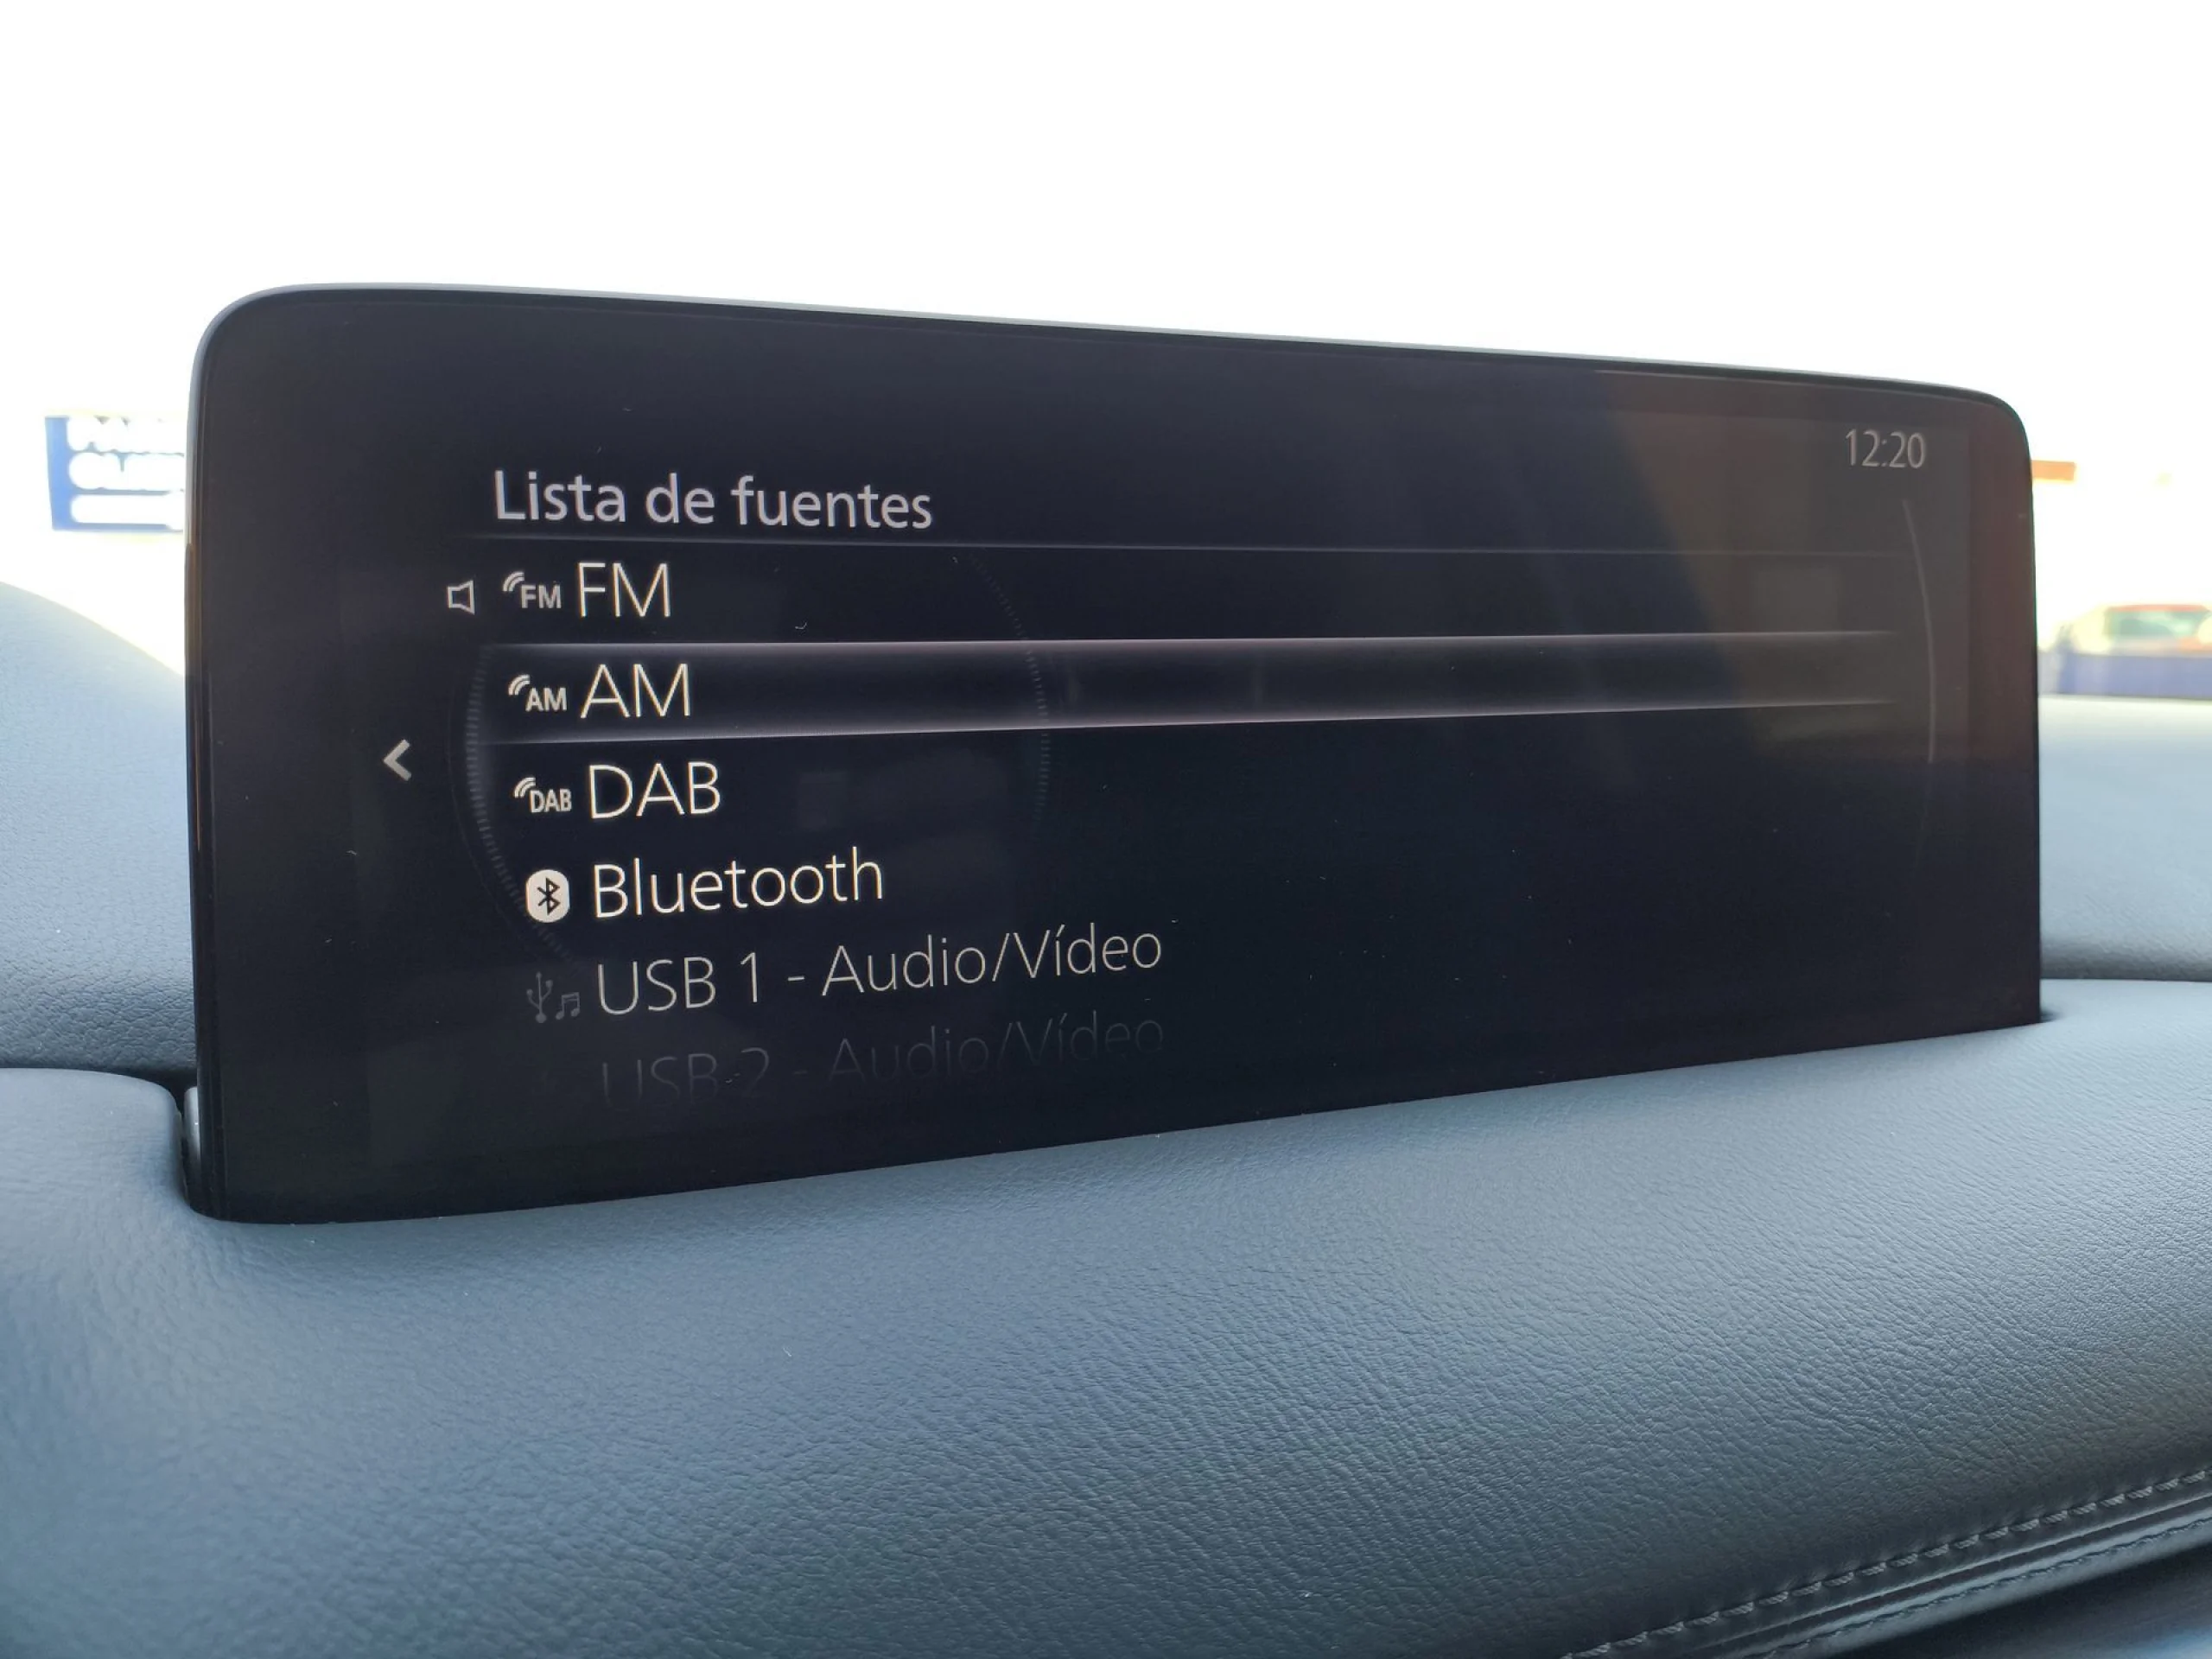 12:20
Lista de fuentes
FM FM
AM AM
DAB DAB
Bluetooth
USB 1 - Audio/Vídeo
USB 2 - Audio/Vídeo